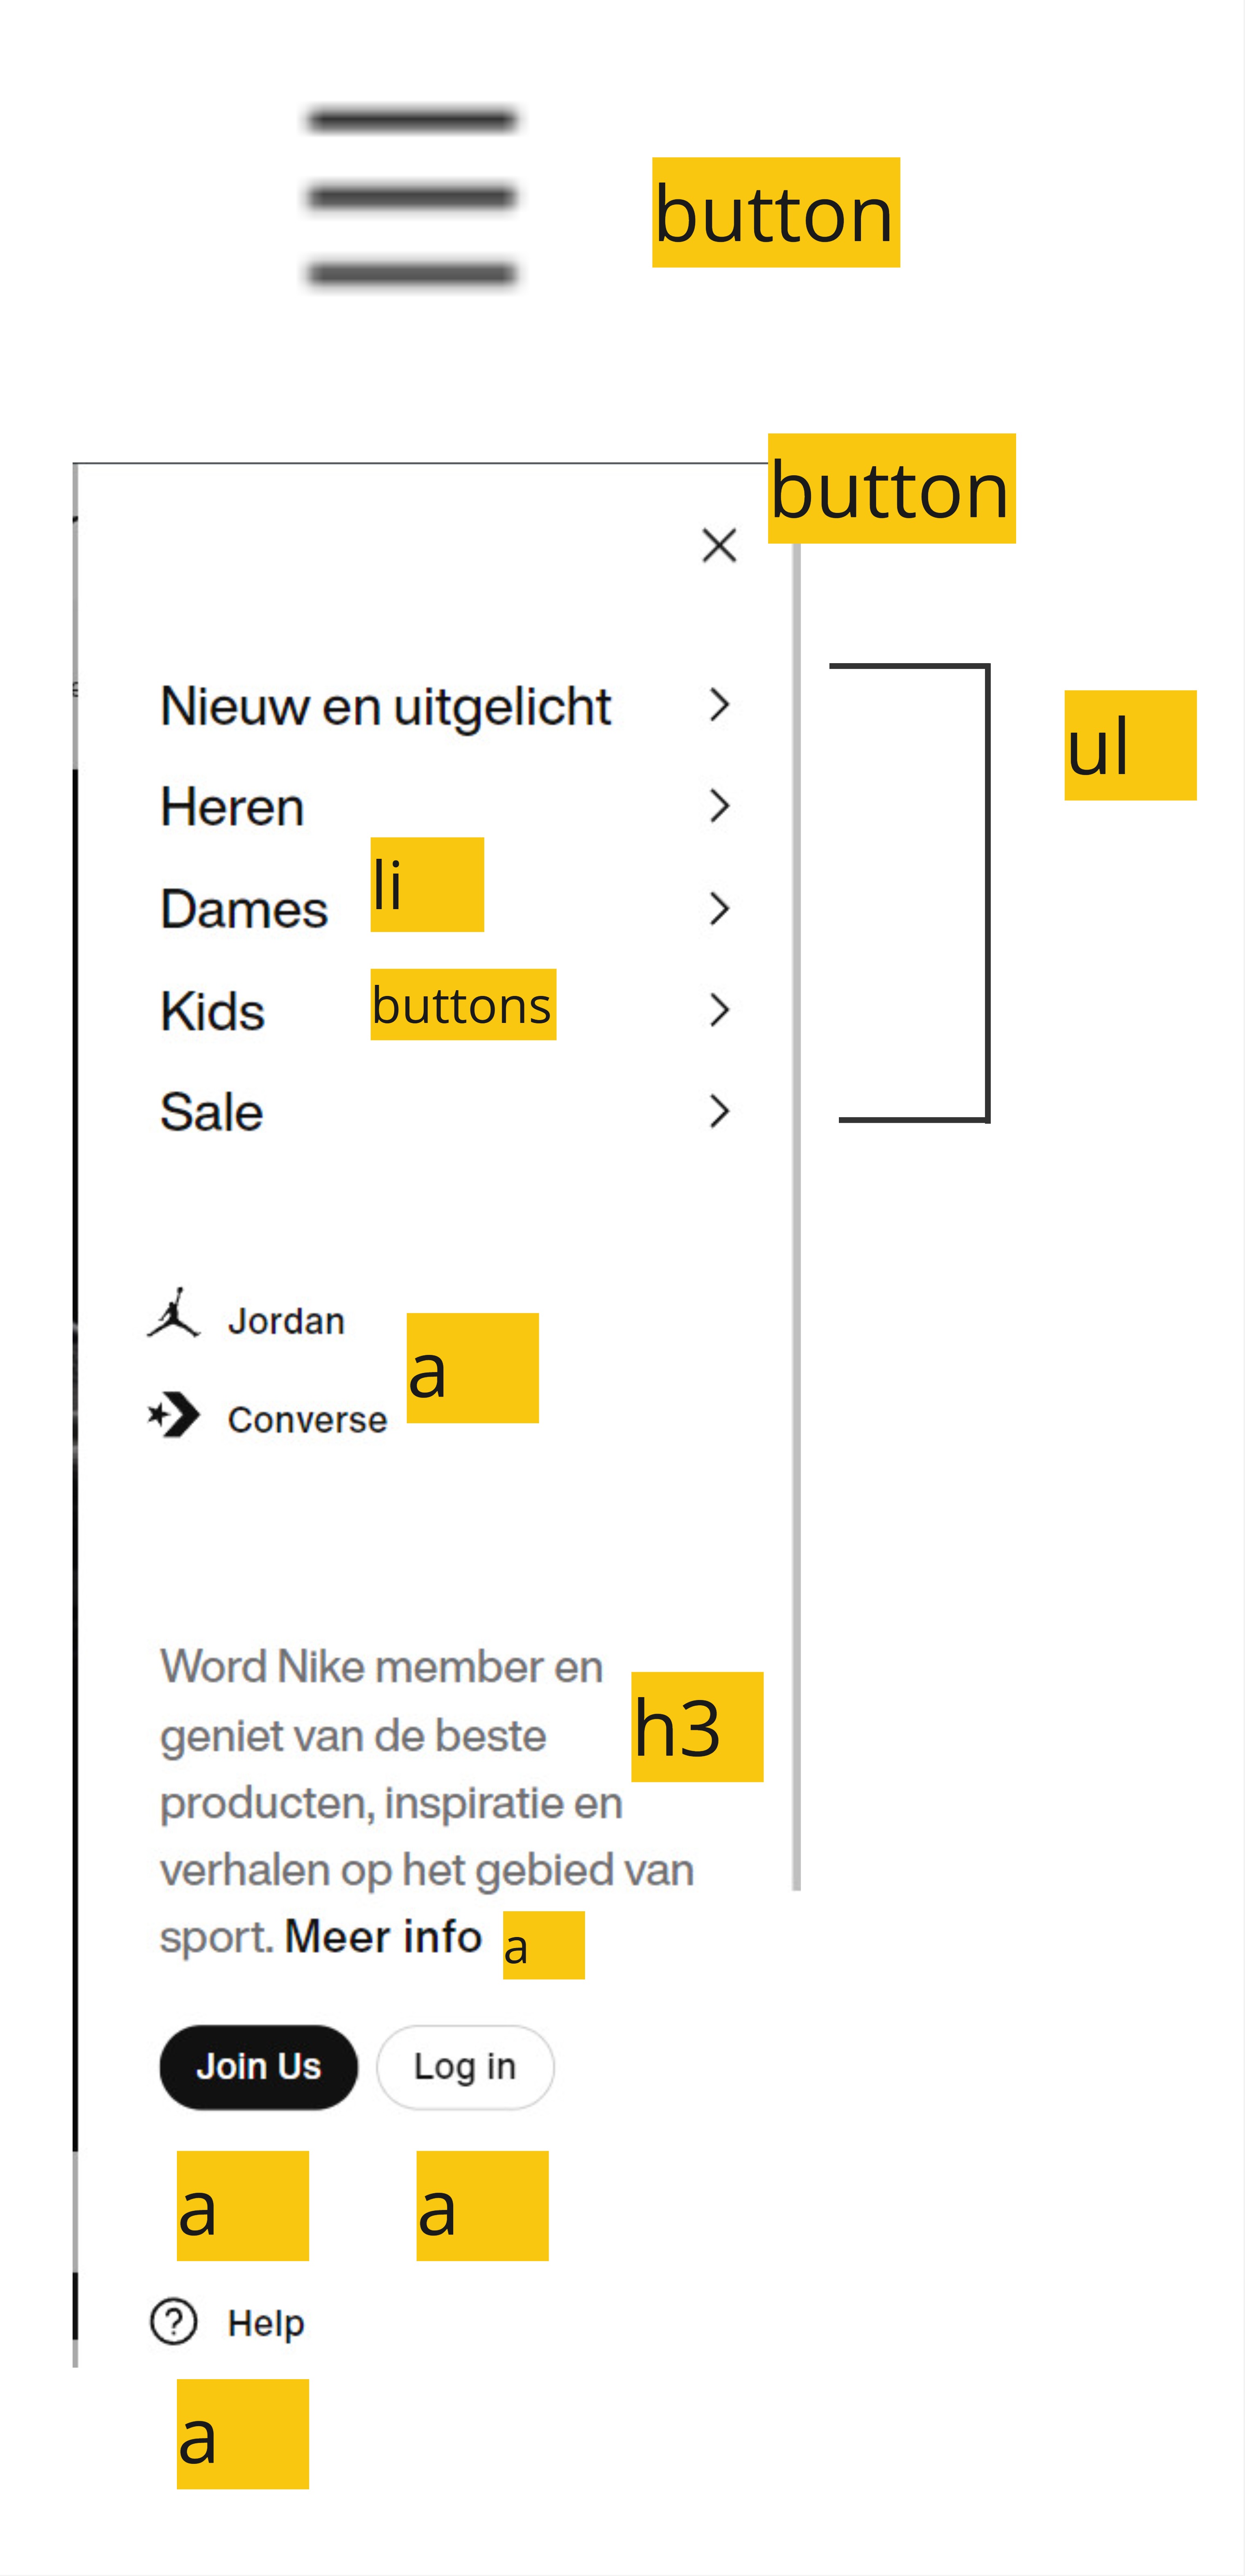 button
button
Nieuw en uitgelicht
ul
Heren
li
Dames
Kids
buttons
Sale
Jordan
a
Converse
Word Nike member en
geniet van de beste
h3
producten, inspiratie en
verhalen op het gebied van
sport. Meer info
a
Join Us
Log in
a
a
Help
a